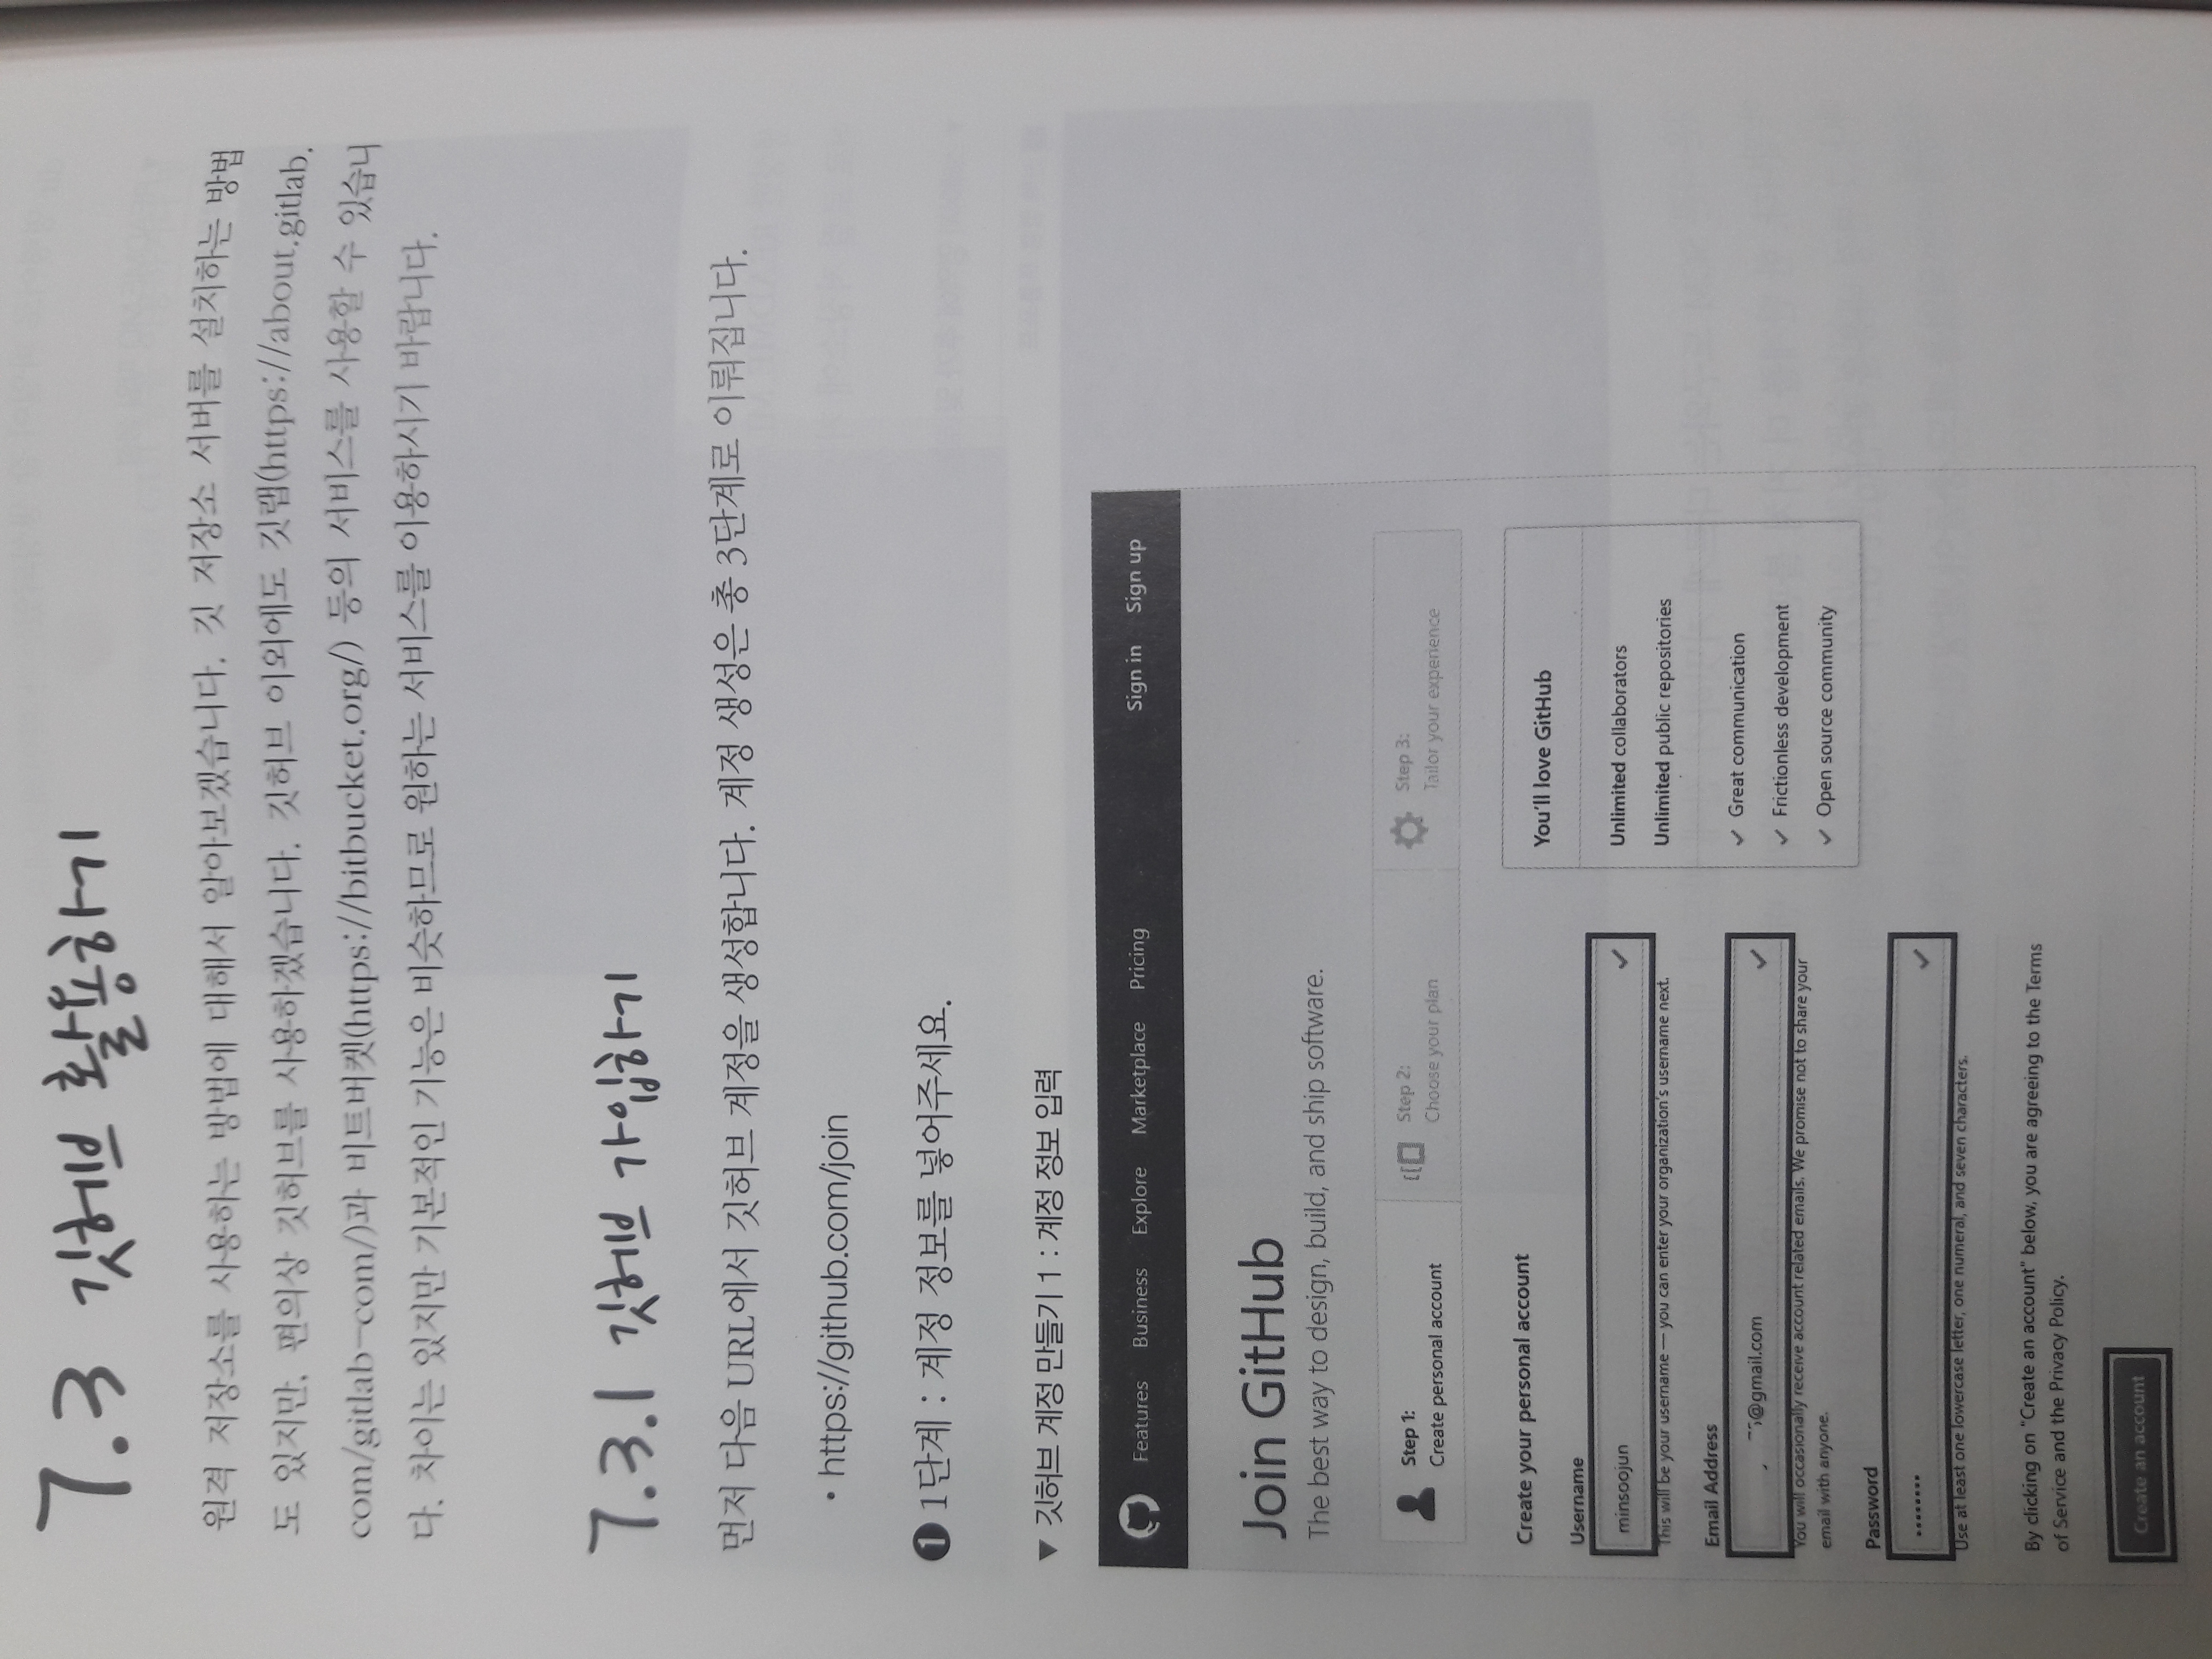 7.3 깃허브 활용하기
원격 저장소를 사용하는 방법에 대해서 알아보겠습니다. 깃 저장소 서버를 설치하는 방법
도 있지만, 편의상 깃허브를 사용하겠습니다. 깃허브 이외에도 깃랩(https://about.gitlab.
com/gitlab-com/)과 비트버켓(https://bitbucket.org/) 등의 서비스를 사용할 수 있습니
다. 차이는 있지만 기본적인 기능은 비슷하므로 원하는 서비스를 이용하시기 바랍니다.
7.3.1 깃허브 가입하기
먼저 다음 URL에서 깃허브 계정을 생성합니다. 계정 생성은 총 3단계로 이뤄집니다.
• https://github.com/join
❶ 1단계 : 계정 정보를 넣어주세요.
▼ 깃허브 계정 만들기 1 : 계정 정보 입력
Features Business Explore Marketplace Pricing Sign in Sign up
Join GitHub
The best way to design, build, and ship software.
Step 1:
Create personal account
Step 2:
Choose your plan
Step 3:
Tailor your experience
Create your personal account
Username
minsoojun
This will be your username — you can enter your organization's username next.
Email Address
@gmail.com
You will occasionally receive account related emails. We promise not to share your
email with anyone.
Password
••••••••
Use at least one lowercase letter, one numeral, and seven characters.
By clicking on "Create an account" below, you are agreeing to the Terms
of Service and the Privacy Policy.
Create an account
You'll love GitHub
Unlimited collaborators
Unlimited public repositories
✓ Great communication
✓ Frictionless development
✓ Open source community